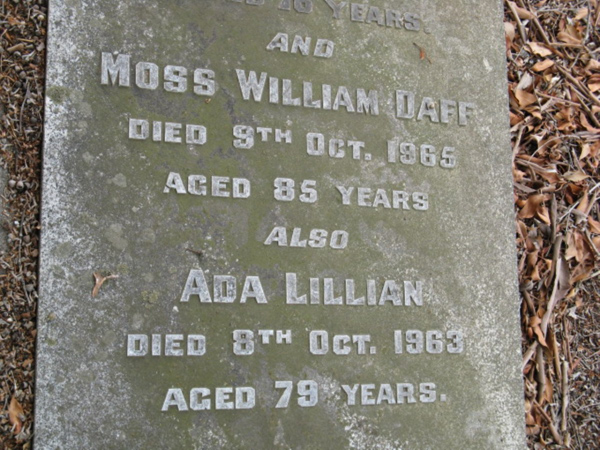 YEARS.
AND
MOSS WILLIAM DAFF
DIED 9TH OCT. 1965
AGED 85 YEARS
ALSO
ADA LILLIAN
DIED 8TH OCT. 1963
AGED 79 YEARS.